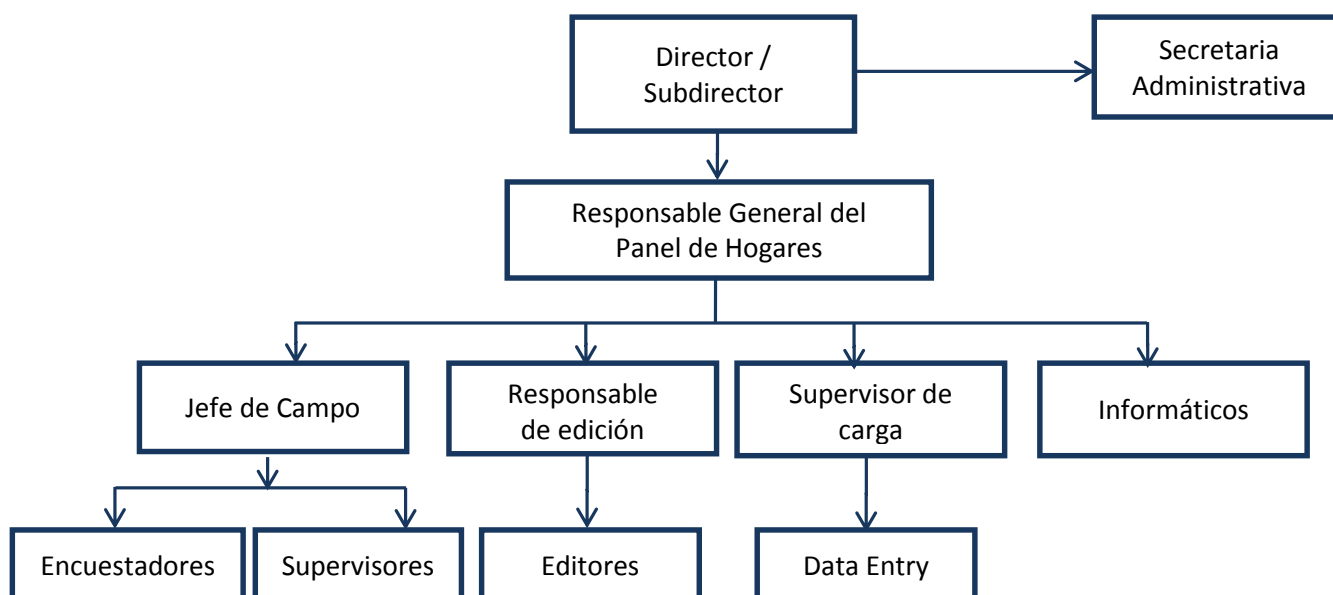 Director /
Subdirector
Secretaria
Administrativa
Responsable General del
Panel de Hogares
Jefe de Campo
Responsable
de edición
Supervisor de
carga
Informáticos
Encuestadores
Supervisores
Editores
Data Entry